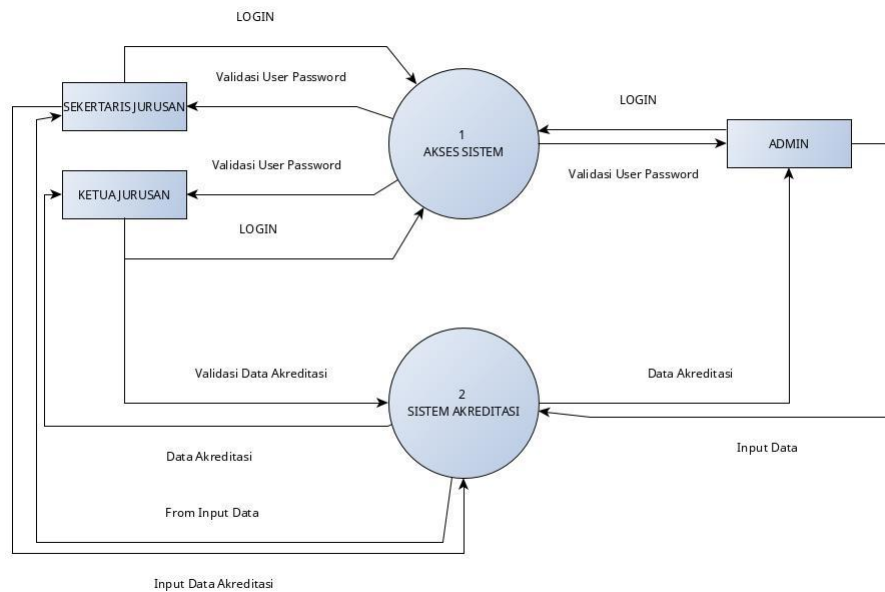 LOGIN
Validasi User Password
SEKERTARIS JURUSAN
LOGIN
1
AKSES SISTEM
ADMIN
Validasi User Password
Validasi User Password
KETUA JURUSAN
LOGIN
Validasi Data Akreditasi
Data Akreditasi
2
SISTEM AKREDITASI
Input Data
Data Akreditasi
From Input Data
Input Data Akreditasi